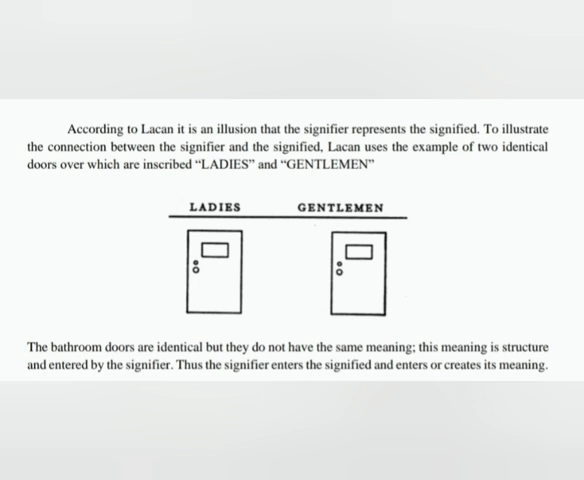 According to Lacan it is an illusion that the signifier represents the signified. To illustrate
the connection between the signifier and the signified, Lacan uses the example of two identical
doors over which are inscribed “LADIES” and “GENTLEMEN”
LADIES GENTLEMEN
The bathroom doors are identical but they do not have the same meaning; this meaning is structure
and entered by the signifier. Thus the signifier enters the signified and enters or creates its meaning.